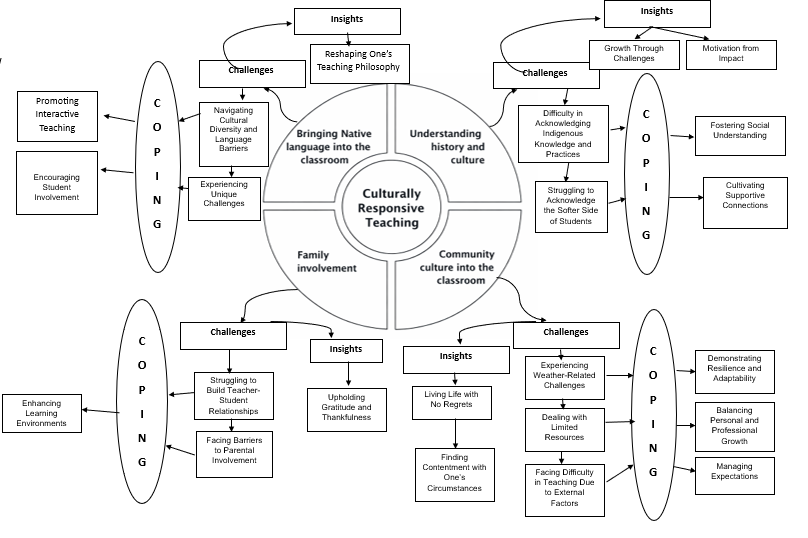 Insights
Reshaping One's
Teaching Philosophy
Challenges
Navigating
Cultural
Diversity and
Language
Barriers
Experiencing
Unique
Challenges
C
O
P
I
N
G
Promoting
Interactive
Teaching
Encouraging
Student
Involvement
Bringing Native
language into the
classroom
Understanding
history and
culture
Culturally
Responsive
Teaching
Family
involvement
Community
culture into the
classroom
Insights
Growth Through
Challenges
Motivation from
Impact
Challenges
Difficulty in
Acknowledging
Indigenous
Knowledge and
Practices
Struggling to
Acknowledge
the Softer Side
of Students
C
O
P
I
N
G
Fostering Social
Understanding
Cultivating
Supportive
Connections
Challenges
Struggling to
Build Teacher-
Student
Relationships
Facing Barriers
to Parental
Involvement
C
O
P
I
N
G
Enhancing
Learning
Environments
Insights
Upholding
Gratitude and
Thankfulness
Insights
Living Life with
No Regrets
Finding
Contentment with
One's
Circumstances
Challenges
Experiencing
Weather-Related
Challenges
Dealing with
Limited
Resources
Facing Difficulty
in Teaching Due
to External
Factors
C
O
P
I
N
G
Demonstrating
Resilience and
Adaptability
Balancing
Personal and
Professional
Growth
Managing
Expectations